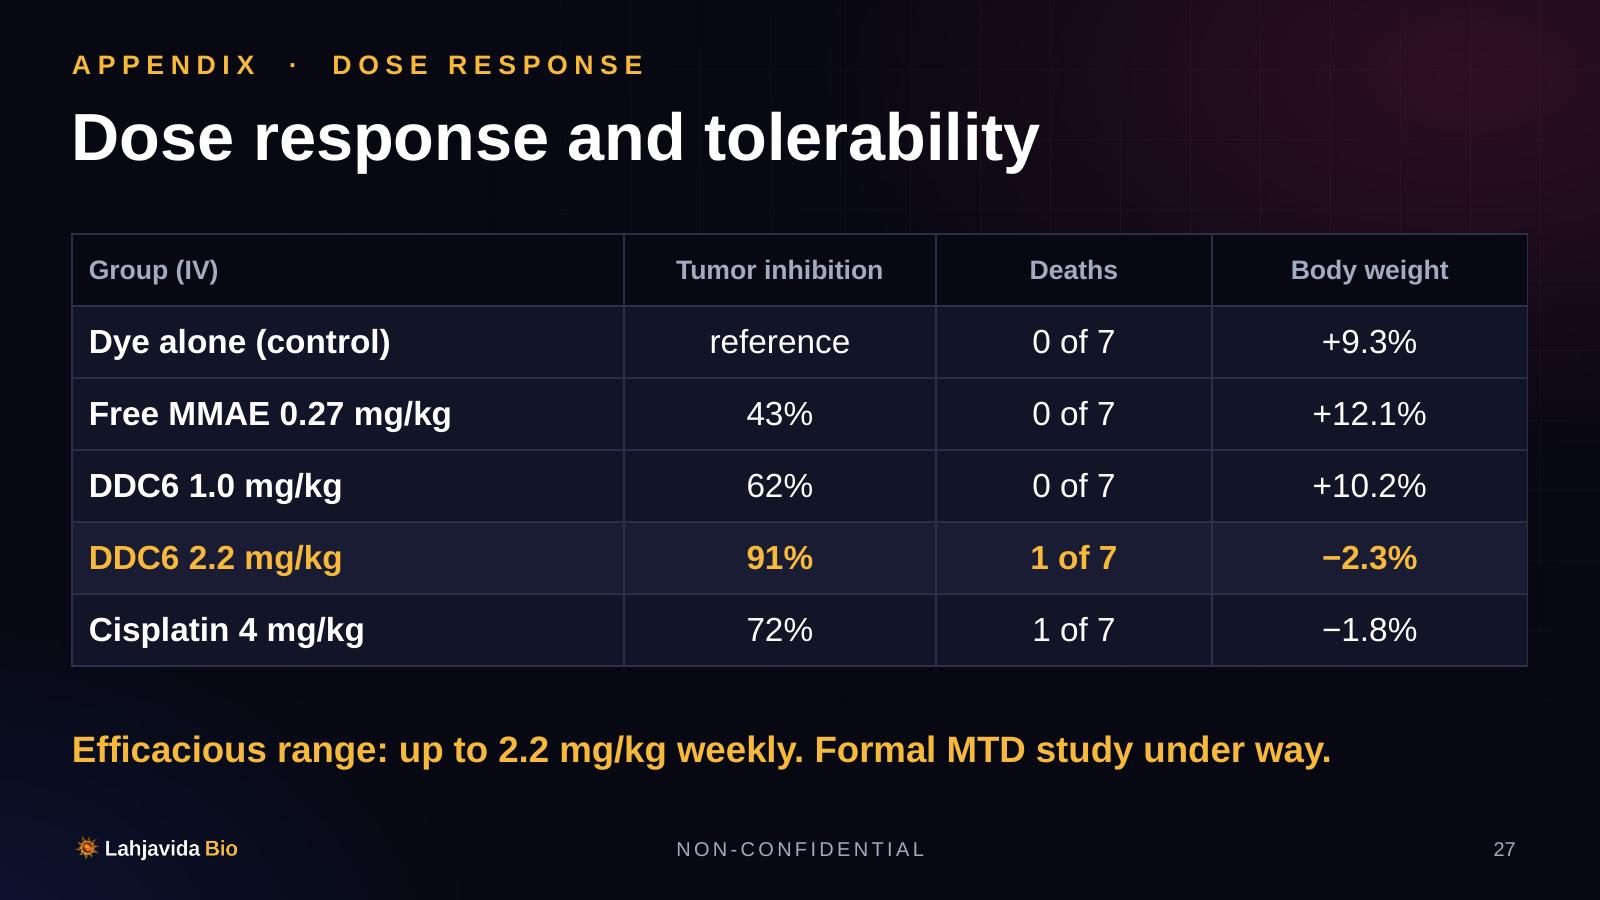 APPENDIX · DOSE RESPONSE
Dose response and tolerability
Group (IV) Tumor inhibition Deaths Body weight
Dye alone (control) reference 0 of 7 +9.3%
Free MMAE 0.27 mg/kg 43% 0 of 7 +12.1%
DDC6 1.0 mg/kg 62% 0 of 7 +10.2%
DDC6 2.2 mg/kg 91% 1 of 7 −2.3%
Cisplatin 4 mg/kg 72% 1 of 7 −1.8%
Efficacious range: up to 2.2 mg/kg weekly. Formal MTD study under way.
Lahjavida Bio NON-CONFIDENTIAL 27